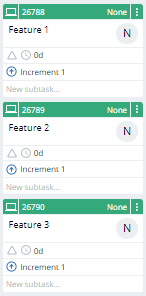 26788 None
Feature 1
N
0d
Increment 1
New subtask...
26789 None
Feature 2
N
0d
Increment 1
New subtask...
26790 None
Feature 3
N
0d
Increment 1
New subtask...